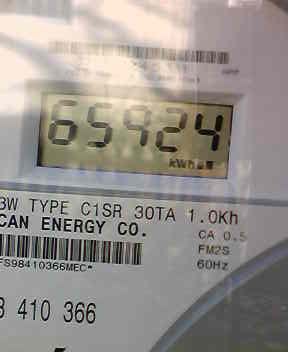 65924
kWh
3W TYPE C1SR 30TA 1.0Kh
CAN ENERGY CO.
CA 0.5
FM2S
FS98410366MEC*
60Hz
3 410 366